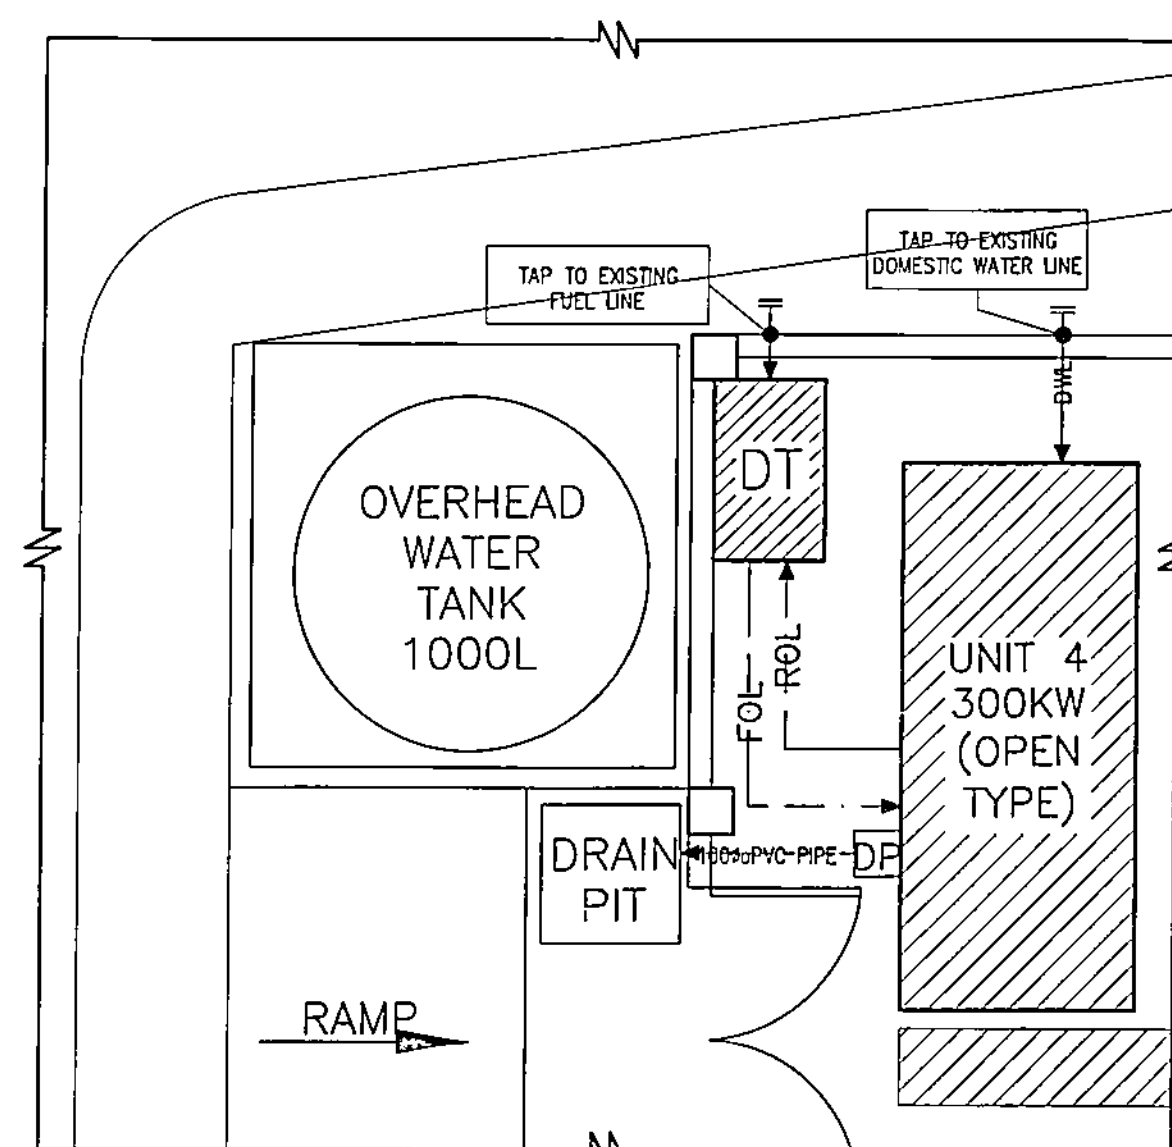 TAP TO EXISTING
FUEL LINE
TAP TO EXISTING
DOMESTIC WATER LINE
DWL
DT
OVERHEAD
WATER
TANK
1000L
FOL
ROL
UNIT 4
300KW
(OPEN
TYPE)
DRAIN
PIT
PVC PIPE
DP
RAMP